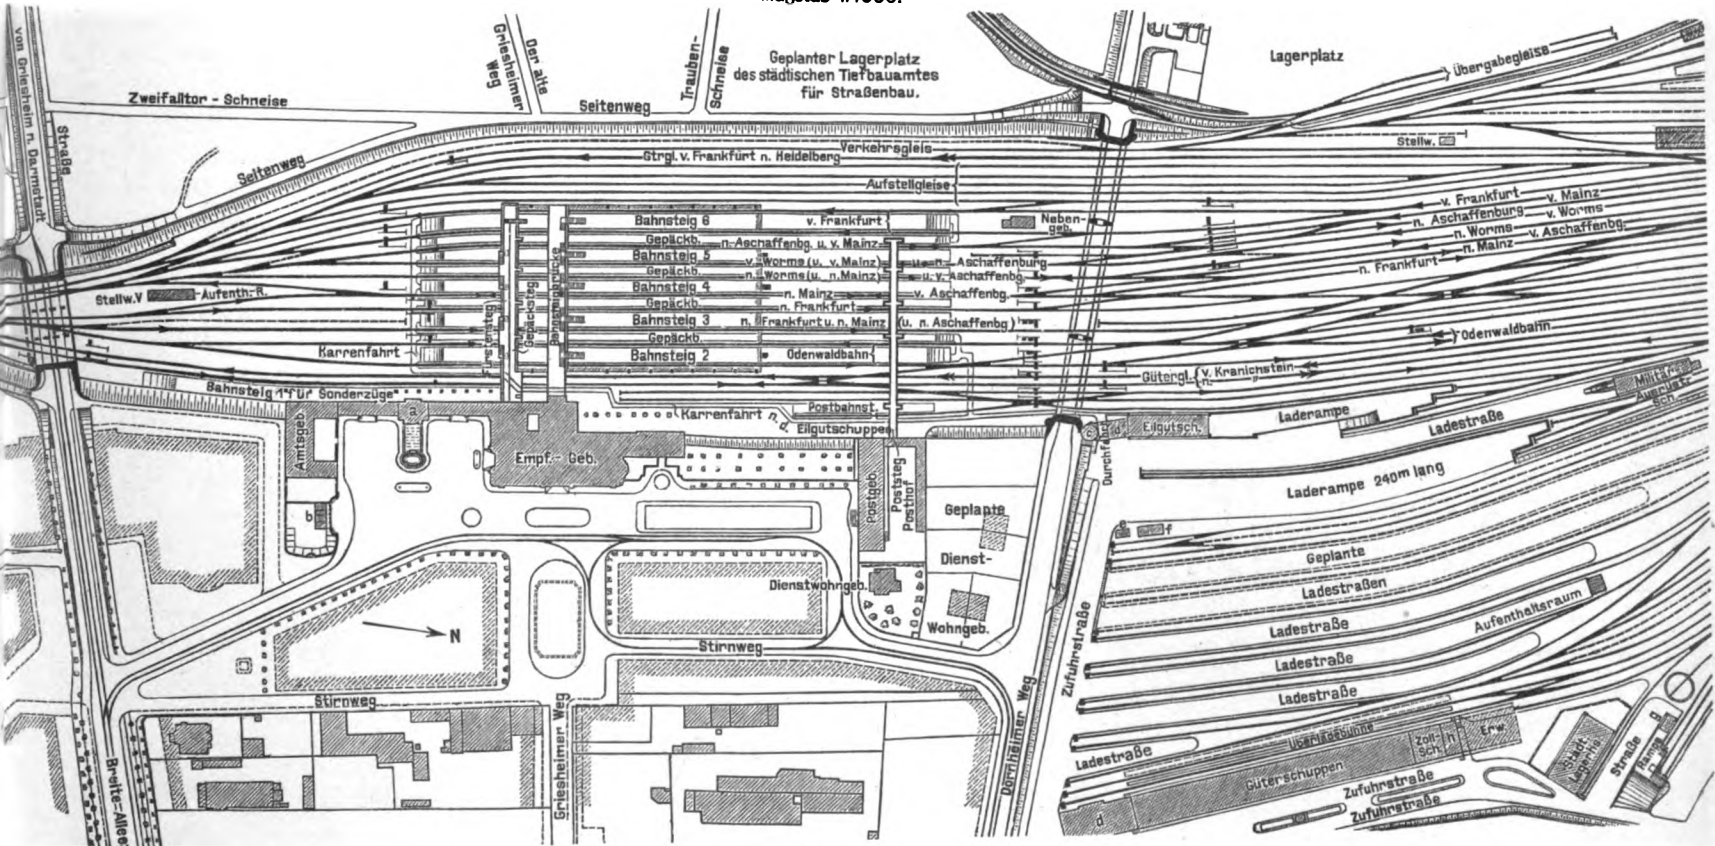 von Griesheim n. Darmstadt
Straße
Zweifalltor - Schneise
Seitenweg
Der alte
Griesheimer
Weg
Seitenweg
Trauben-
Schneise
Geplanter Lagerplatz
des städtischen Tiefbauamtes
für Straßenbau.
Lagerplatz
Übergabegleise
Stellw.
Verkehrsgleis
Gtrgl. v. Frankfurt n. Heidelberg
Aufstellgleise
Neben-
geb.
v. Frankfurt
v. Mainz
n. Aschaffenburg
v. Worms
n. Worms
v. Aschaffenbg.
n. Mainz
n. Frankfurt
Bahnsteig 6
v. Frankfurt
Gepäckb.
n. Aschaffenbg. u. v. Mainz
Bahnsteig 5
v. Worms (u. v. Mainz)
u. n. Aschaffenburg
Gepäckb.
n. Worms (u. n. Mainz)
u. v. Aschaffenbg.
Bahnsteig 4
n. Mainz
v. Aschaffenbg.
Gepäckb.
n. Frankfurt
Bahnsteig 3
n. Frankfurt u. n. Mainz
(u. n. Aschaffenbg)
Gepäckb.
Bahnsteig 2
Odenwaldbahn
Odenwaldbahn
Gütergl.
v. Kranichstein
n. "
Stellw. V
Aufenth.-R.
Fürstensteg
Gepäcksteg
Bahnsteigbrücke
Karrenfahrt
Bahnsteig 1 für Sonderzüge
Karrenfahrt n.
d.
Eilgutschuppen
Postbahnst.
Amtsgeb.
a
b
Empf. - Geb.
Postgeb.
Poststeg
Posthof
c
d
Eilgutsch.
Durchfahrt
Laderampe
Ladestraße
Laderampe 240m lang
Geplante
Dienst-
Wohngeb.
Dienstwohngeb.
e
f
Geplante
Ladestraßen
Ladestraße
Ladestraße
Ladestraße
Ladestraße
Aufenthaltsraum
N
Stirnweg
Stirnweg
Griesheimer Weg
Dornheimer Weg
Zufuhrstraße
Breite-Allee
Überladebühne
Güterschuppen
Zoll-
Sch.
h
Erw.
d
Zufuhrstraße
Zufuhrstraße
Städt.
Lagerhs.
Straße
Rang.
g